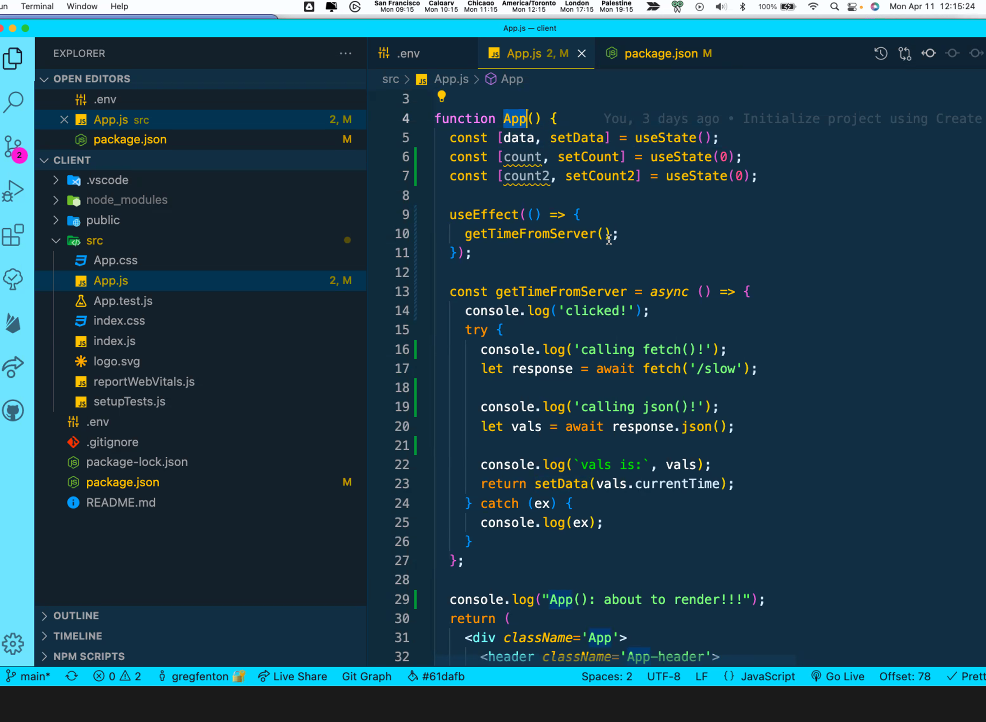 un Terminal Window Help
San Francisco Mon 09:15 Calgary Mon 10:15 Chicago Mon 11:15 America/Toronto Mon 12:15 London Mon 17:15 Palestine Mon 19:15
100% Mon Apr 11 12:15:24
App.js — client
EXPLORER ···
.env
App.js 2, M
package.json M
OPEN EDITORS
.env
App.js src 2, M
package.json M
CLIENT
.vscode
node_modules
public
src
App.css
App.js 2, M
App.test.js
index.css
index.js
logo.svg
reportWebVitals.js
setupTests.js
.env
.gitignore
package-lock.json
package.json M
README.md
OUTLINE
TIMELINE
NPM SCRIPTS
2
src > App.js > App
3
4 function App() { You, 3 days ago • Initialize project using Create
5 const [data, setData] = useState();
6 const [count, setCount] = useState(0);
7 const [count2, setCount2] = useState(0);
8
9 useEffect(() => {
10 getTimeFromServer();
11 });
12
13 const getTimeFromServer = async () => {
14 console.log('clicked!');
15 try {
16 console.log('calling fetch()!');
17 let response = await fetch('/slow');
18
19 console.log('calling json()!');
20 let vals = await response.json();
21
22 console.log(`vals is:`, vals);
23 return setData(vals.currentTime);
24 } catch (ex) {
25 console.log(ex);
26 }
27 };
28
29 console.log("App(): about to render!!!");
30 return (
31 <div className='App'>
32 <header className='App-header'>
main* 0 2 gregfenton Live Share Git Graph #61dafb Spaces: 2 UTF-8 LF {} JavaScript Go Live Offset: 78 Prett